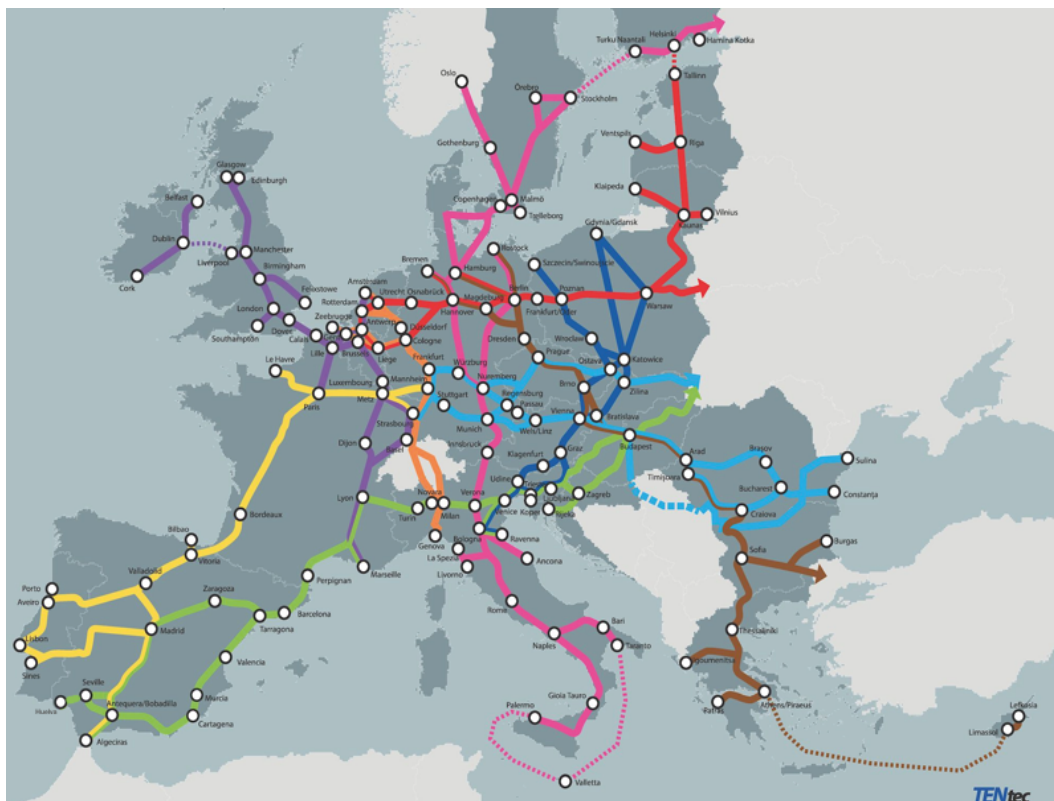 Turku Naantali
Helsinki
Hamina Kotka
Oslo
Örebro
Stockholm
Tallinn
Ventspils
Riga
Gothenburg
Glasgow
Edinburgh
Klaipeda
Belfast
Copenhagen
Malmö
Trelleborg
Vilnius
Kaunas
Gdynia/Gdansk
Dublin
Manchester
Liverpool
Rostock
Birmingham
Bremen
Hamburg
Szczecin/Swinoujscie
Cork
Felixstowe
Amsterdam
Utrecht
Osnabrück
Berlin
Poznan
Rotterdam
Magdeburg
London
Zeebrugge
Hannover
Frankfurt/Oder
Warsaw
Southampton
Dover
Antwerp
Düsseldorf
Calais
Cologne
Dresden
Wroclaw
Lille
Brussels
Liège
Prague
Ostava
Katowice
Le Havre
Frankfurt
Würzburg
Luxembourg
Mannheim
Nuremberg
Brno
Zilina
Paris
Metz
Stuttgart
Regensburg
Passau
Strasbourg
Vienna
Bratislava
Munich
Wels/Linz
Dijon
Basel
Innsbruck
Graz
Budapest
Klagenfurt
Arad
Braşov
Sulina
Udine
Timişoara
Lyon
Novara
Verona
Ljubljana
Zagreb
Bucharest
Constanţa
Turin
Milan
Venice
Koper
Rijeka
Craiova
Bordeaux
Genova
Bologna
Ravenna
Bilbao
La Spezia
Ancona
Sofia
Burgas
Vitoria
Marseille
Livorno
Valladolid
Perpignan
Porto
Zaragoza
Aveiro
Barcelona
Roma
Madrid
Tarragona
Bari
Thessaloniki
Lisbon
Naples
Taranto
Sines
Valencia
Igoumenitsa
Seville
Murcia
Gioia Tauro
Huelva
Antequera/Bobadilla
Palermo
Patras
Athens/Piraeus
Cartagena
Lefkosia
Algeciras
Limassol
Valletta
TENtec